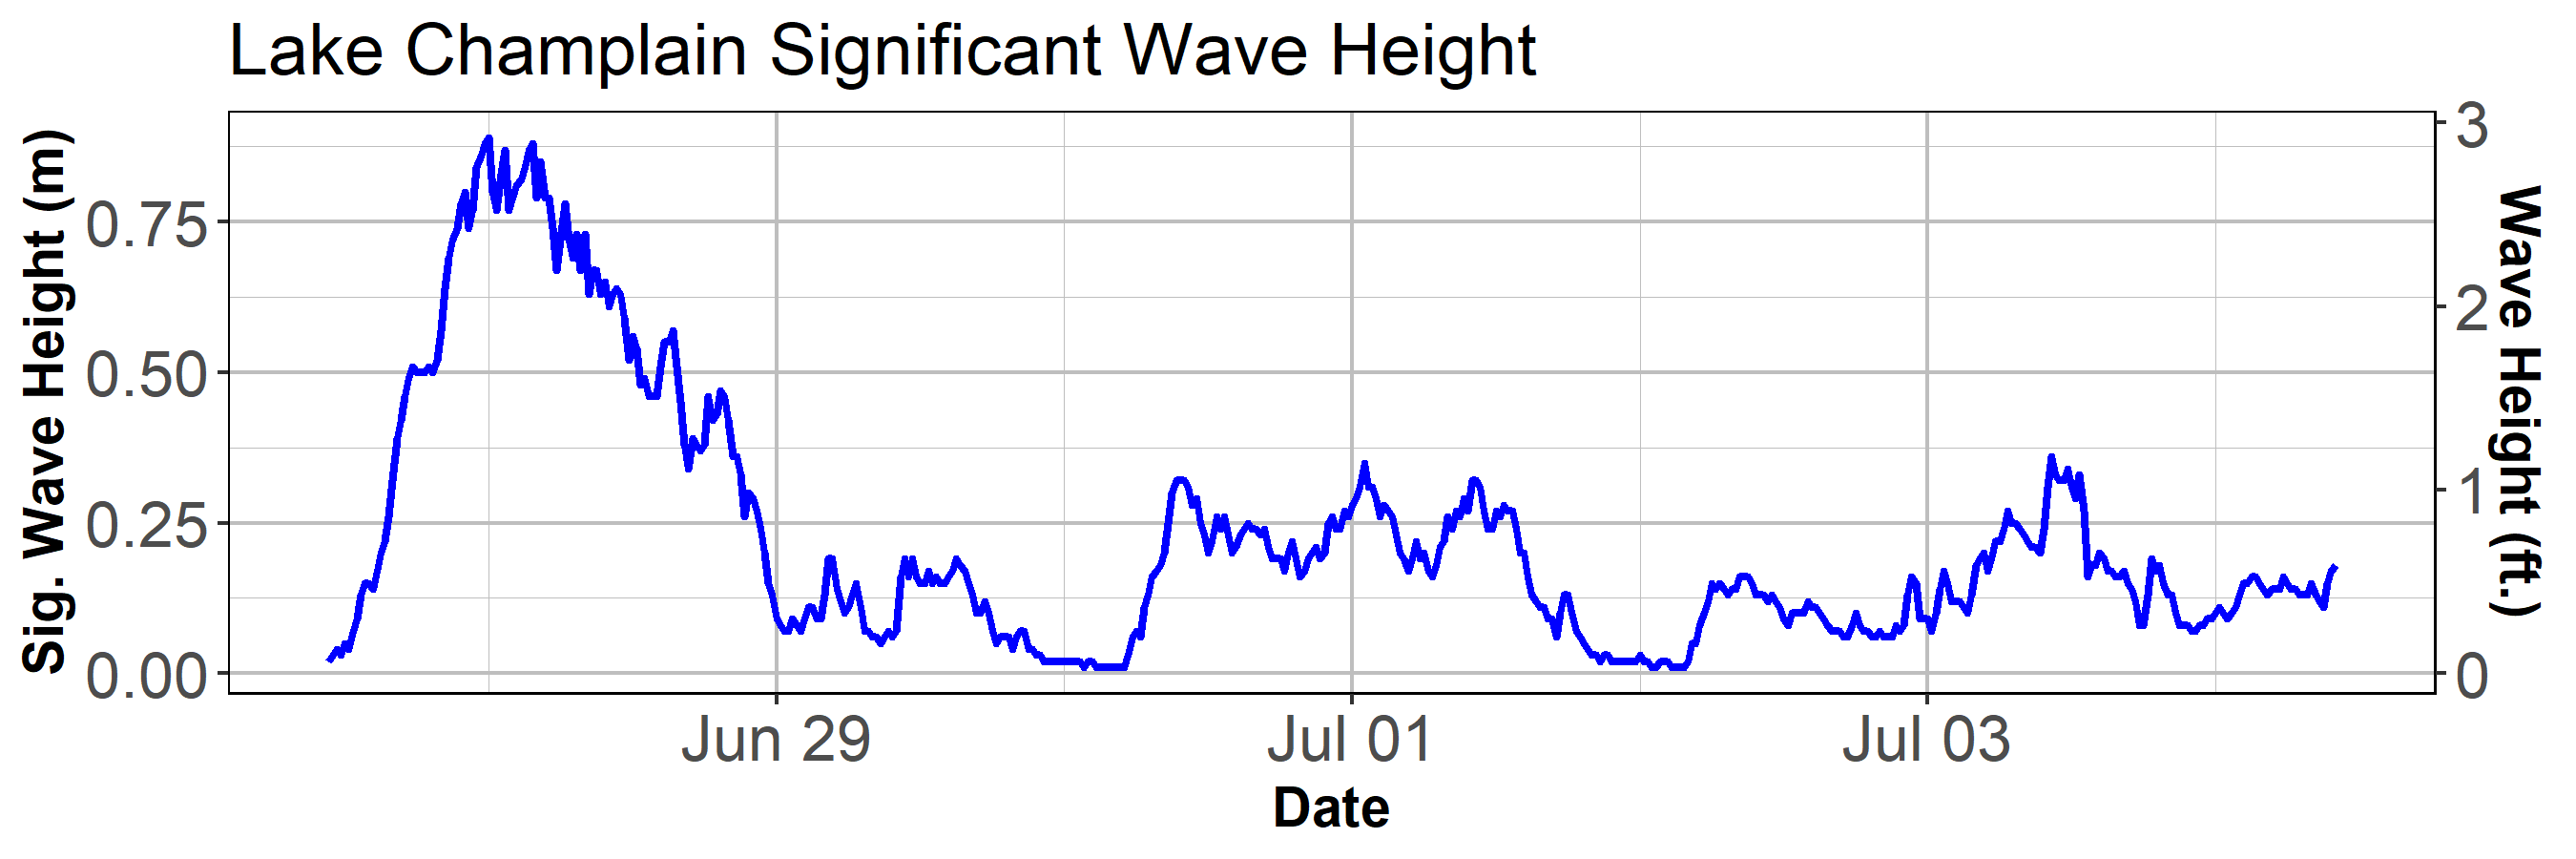 Lake Champlain Significant Wave Height
Sig. Wave Height (m)
0.75
0.50
0.25
0.00
3
2
1
0
Wave Height (ft.)
Jun 29
Jul 01
Jul 03
Date